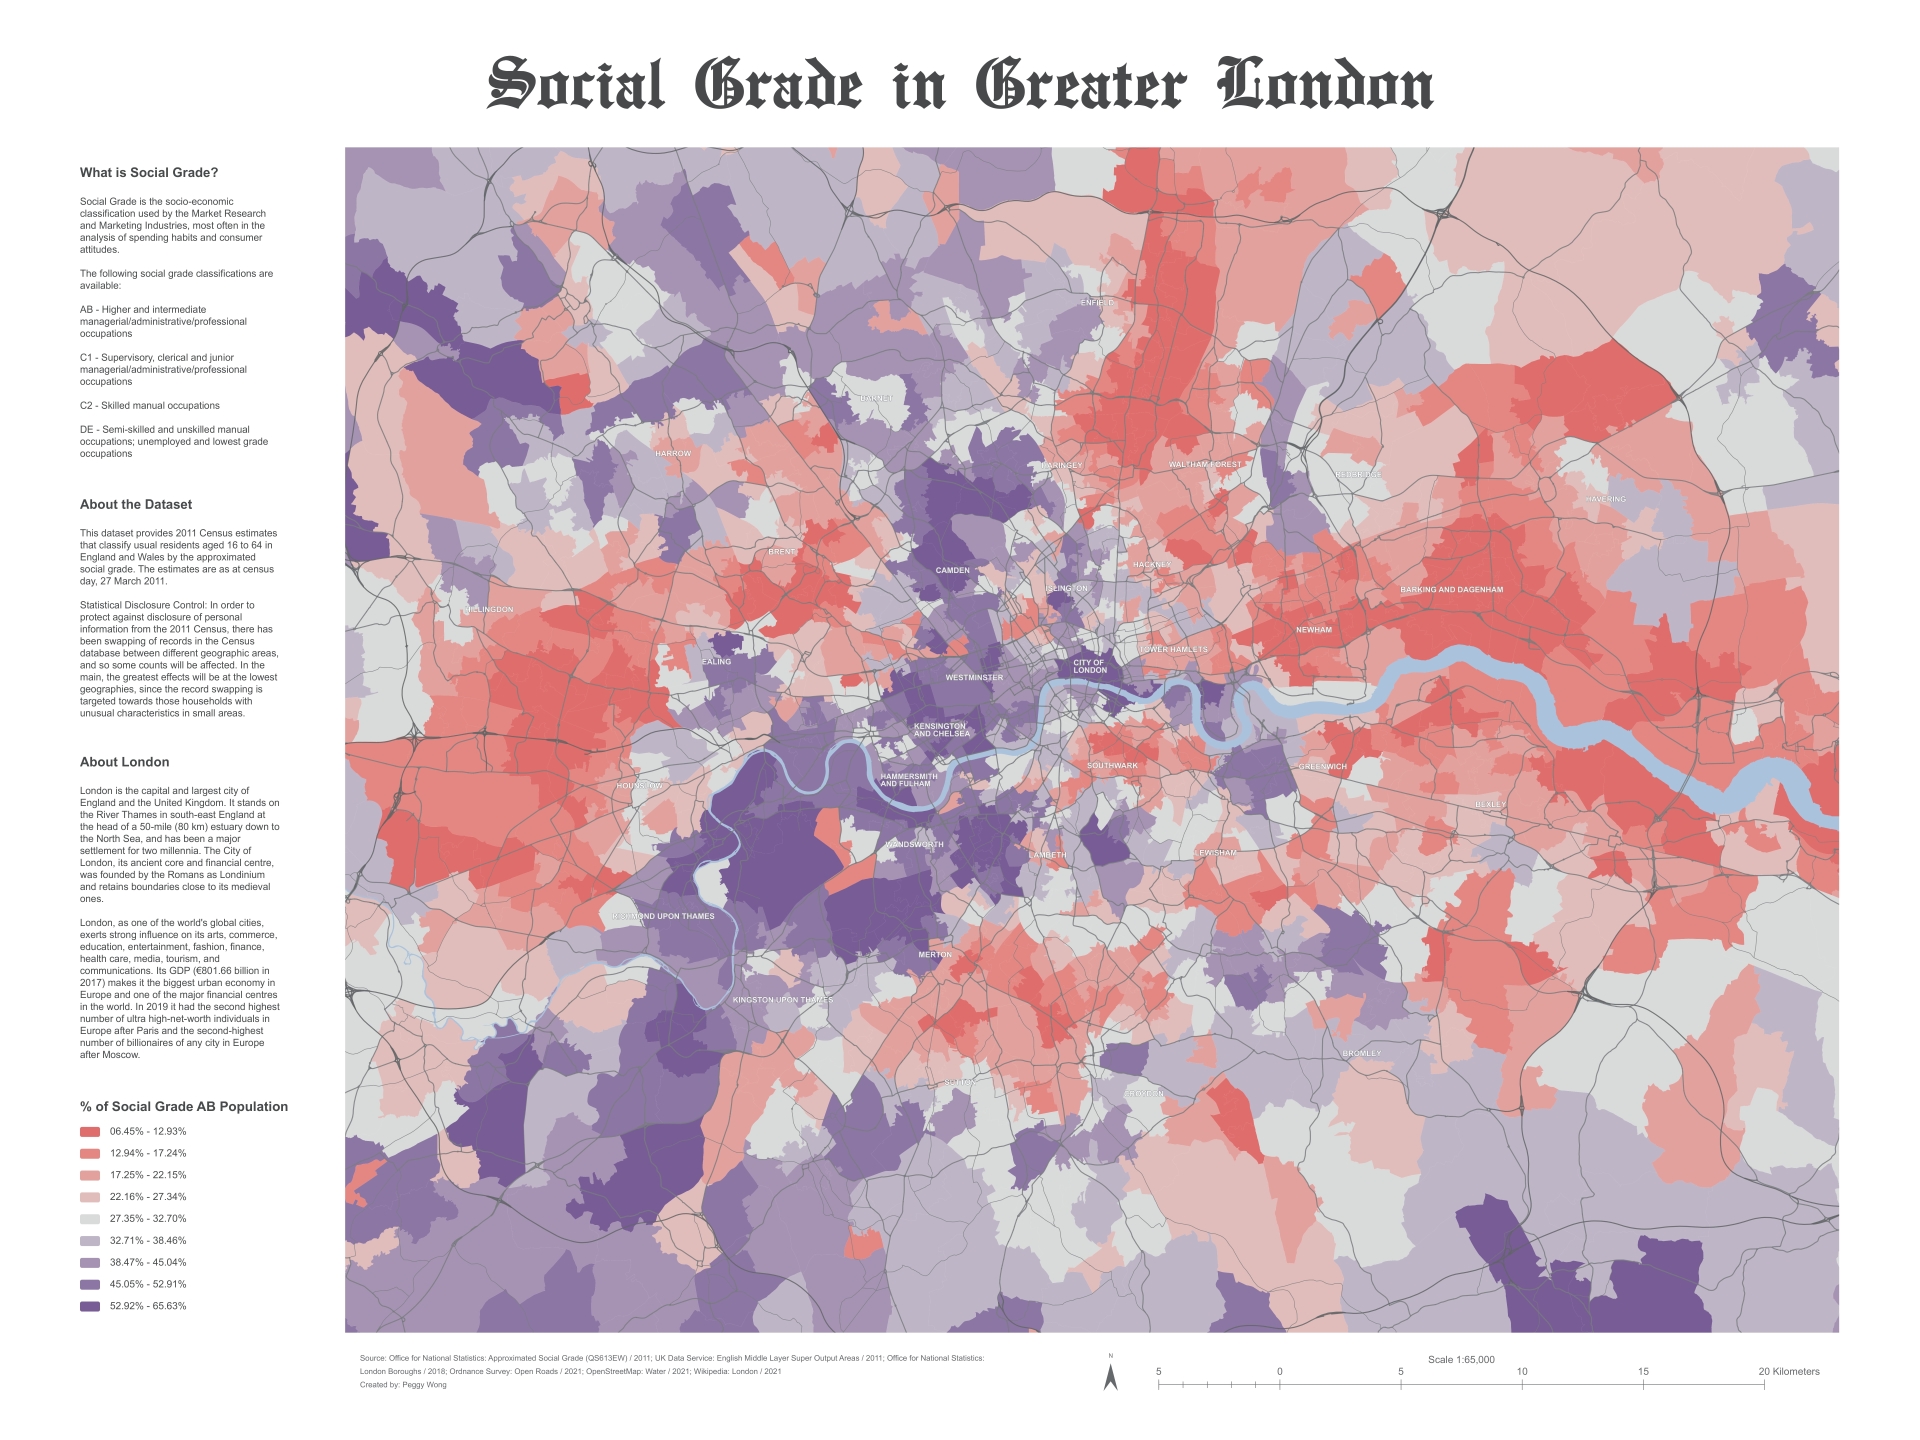 Social Grade in Greater London
What is Social Grade?
Social Grade is the socio-economic
classification used by the Market Research
and Marketing Industries, most often in the
analysis of spending habits and consumer
attitudes.
The following social grade classifications are
available:
AB - Higher and intermediate
managerial/administrative/professional
occupations
C1 - Supervisory, clerical and junior
managerial/administrative/professional
occupations
C2 - Skilled manual occupations
DE - Semi-skilled and unskilled manual
occupations; unemployed and lowest grade
occupations
About the Dataset
This dataset provides 2011 Census estimates
that classify usual residents aged 16 to 64 in
England and Wales by the approximated
social grade. The estimates are as at census
day, 27 March 2011.
Statistical Disclosure Control: In order to
protect against disclosure of personal
information from the 2011 Census, there has
been swapping of records in the Census
database between different geographic areas,
and so some counts will be affected. In the
main, the greatest effects will be at the lowest
geographies, since the record swapping is
targeted towards those households with
unusual characteristics in small areas.
About London
London is the capital and largest city of
England and the United Kingdom. It stands on
the River Thames in south-east England at
the head of a 50-mile (80 km) estuary down to
the North Sea, and has been a major
settlement for two millennia. The City of
London, its ancient core and financial centre,
was founded by the Romans as Londinium
and retains boundaries close to its medieval
ones.
London, as one of the world's global cities,
exerts strong influence on its arts, commerce,
education, entertainment, fashion, finance,
health care, media, tourism, and
communications. Its GDP (€801.66 billion in
2017) makes it the biggest urban economy in
Europe and one of the major financial centres
in the world. In 2019 it had the second highest
number of ultra high-net-worth individuals in
Europe after Paris and the second-highest
number of billionaires of any city in Europe
after Moscow.
% of Social Grade AB Population
06.45% - 12.93%
12.94% - 17.24%
17.25% - 22.15%
22.16% - 27.34%
27.35% - 32.70%
32.71% - 38.46%
38.47% - 45.04%
45.05% - 52.91%
52.92% - 65.63%
ENFIELD
BARNET
HARROW
HARINGEY
WALTHAM FOREST
REDBRIDGE
HAVERING
BRENT
CAMDEN
HACKNEY
ISLINGTON
BARKING AND DAGENHAM
HILLINGDON
NEWHAM
TOWER HAMLETS
EALING
CITY OF
LONDON
WESTMINSTER
KENSINGTON
AND CHELSEA
HAMMERSMITH
AND FULHAM
SOUTHWARK
GREENWICH
HOUNSLOW
BEXLEY
WANDSWORTH
LAMBETH
LEWISHAM
RICHMOND UPON THAMES
MERTON
KINGSTON UPON THAMES
BROMLEY
SUTTON
CROYDON
Source: Office for National Statistics: Approximated Social Grade (QS613EW) / 2011; UK Data Service: English Middle Layer Super Output Areas / 2011; Office for National Statistics:
London Boroughs / 2018; Ordnance Survey: Open Roads / 2021; OpenStreetMap: Water / 2021; Wikipedia: London / 2021
Created by: Peggy Wong
N
Scale 1:65,000
5 0 5 10 15 20 Kilometers